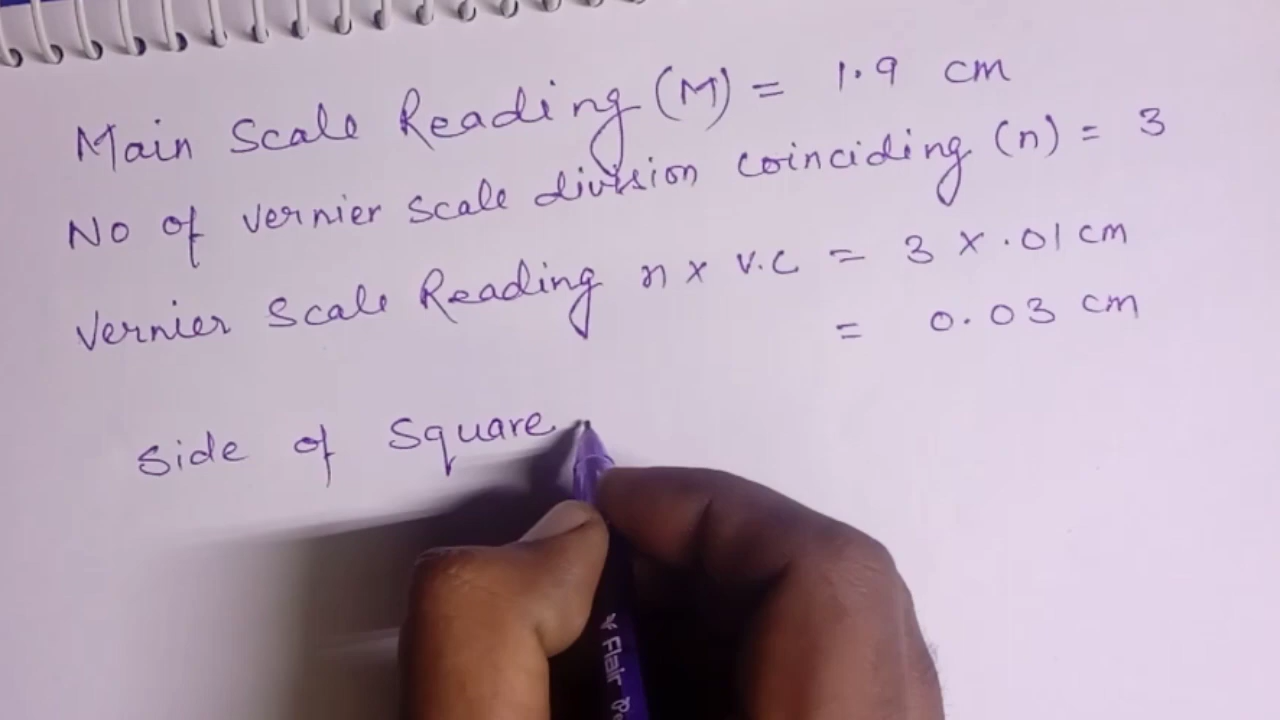 Main Scale Reading (M) = 1.9 cm
No of vernier scale division coinciding (n) = 3
Vernier Scale Reading n x v.c = 3 x .01 cm
= 0.03 cm
Side of Square
Flair